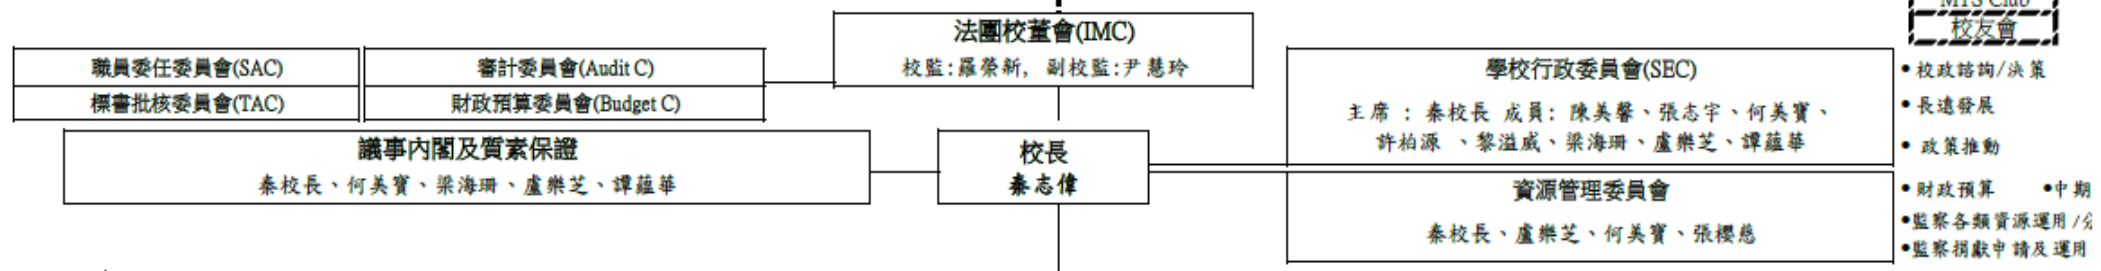 MTS Club
校友會
法團校董會(IMC)
校監:羅榮新, 副校監:尹慧玲
職員委任委員會(SAC)
審計委員會(Audit C)
標書批核委員會(TAC)
財政預算委員會(Budget C)
學校行政委員會(SEC)
主席 : 秦校長 成員: 陳美馨、張志宇、何美寶、
許柏源 、黎溢威、梁海珊、盧樂芝、譚蘊華
• 校政諮詢/決策
• 長遠發展
• 政策推動
議事內閣及質素保證
秦校長、何美寶、梁海珊、盧樂芝、譚蘊華
校長
秦志偉
資源管理委員會
秦校長、盧樂芝、何美寶、張櫻慈
• 財政預算 •中期
•監察各類資源運用/分
•監察捐獻申請及運用